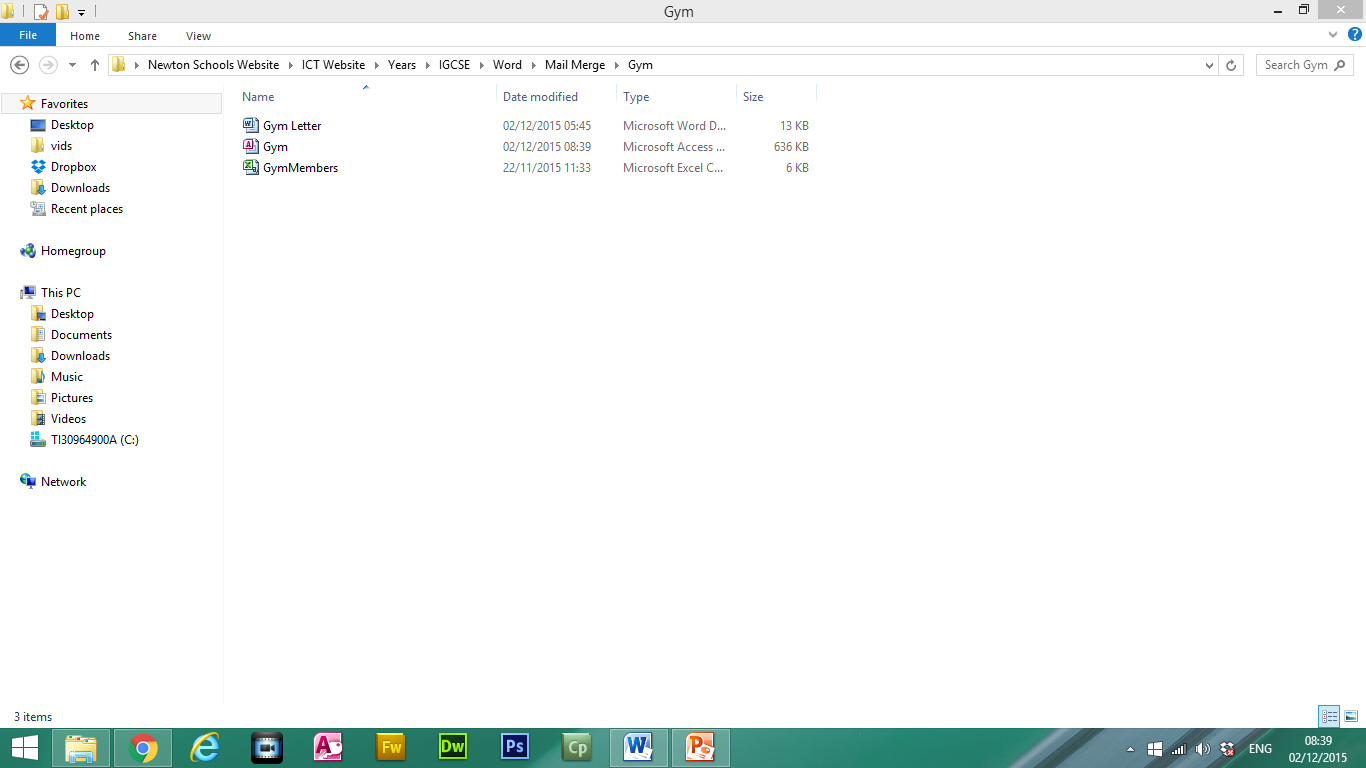 Gym
File Home Share View
Newton Schools Website ICT Website Years IGCSE Word Mail Merge Gym
Search Gym
Name Date modified Type Size
Gym Letter 02/12/2015 05:45 Microsoft Word D... 13 KB
Gym 02/12/2015 08:39 Microsoft Access ... 636 KB
GymMembers 22/11/2015 11:33 Microsoft Excel C... 6 KB
Favorites
Desktop
vids
Dropbox
Downloads
Recent places
Homegroup
This PC
Desktop
Documents
Downloads
Music
Pictures
Videos
TI30964900A (C:)
Network
3 items
Fw Dw Ps Cp
ENG
08:39
02/12/2015